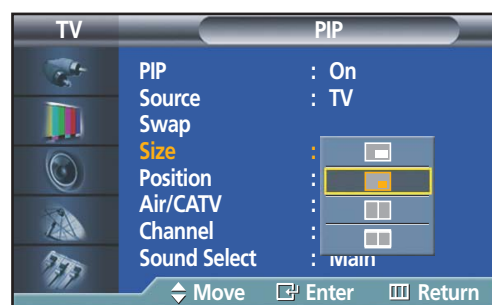 TV PIP
PIP : On
Source : TV
Swap
Size :
Position :
Air/CATV :
Channel :
Sound Select : Main
Move Enter Return